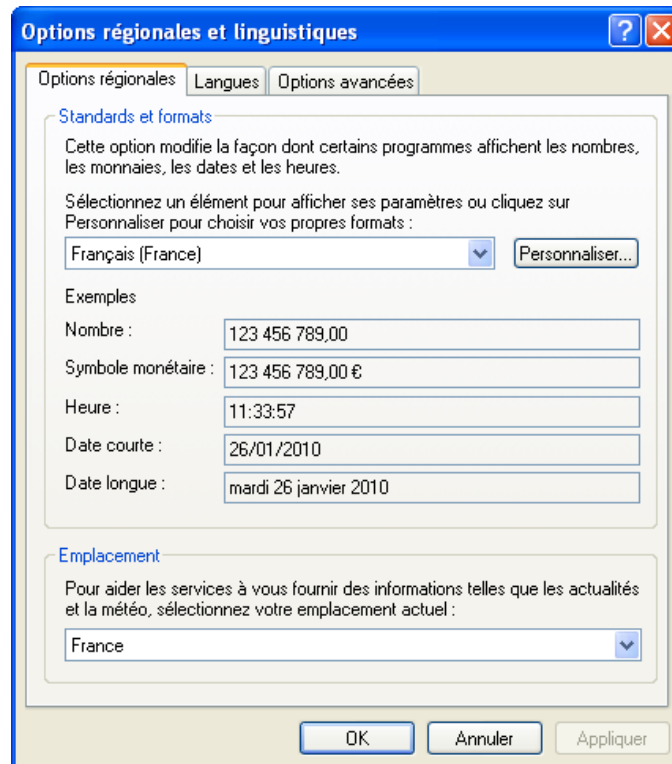 Options régionales et linguistiques
Options régionales Langues Options avancées
Standards et formats
Cette option modifie la façon dont certains programmes affichent les nombres,
les monnaies, les dates et les heures.
Sélectionnez un élément pour afficher ses paramètres ou cliquez sur
Personnaliser pour choisir vos propres formats :
Français (France) Personnaliser...
Exemples
Nombre : 123 456 789,00
Symbole monétaire : 123 456 789,00 €
Heure : 11:33:57
Date courte : 26/01/2010
Date longue : mardi 26 janvier 2010
Emplacement
Pour aider les services à vous fournir des informations telles que les actualités
et la météo, sélectionnez votre emplacement actuel :
France
OK Annuler Appliquer